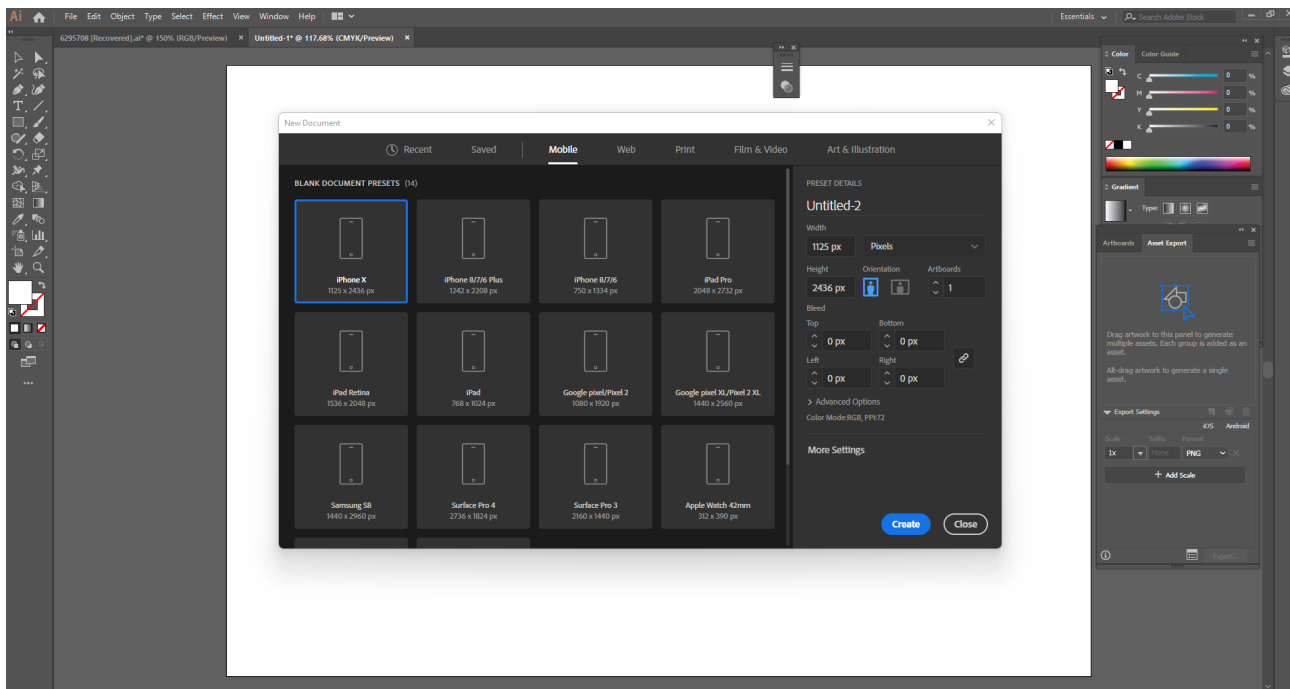 Ai File Edit Object Type Select Effect View Window Help Essentials Search Adobe Stock
6295708 [Recovered].ai* @ 150% (RGB/Preview) × Untitled-1* @ 117.68% (CMYK/Preview) ×
New Document
Recent Saved Mobile Web Print Film & Video Art & Illustration
BLANK DOCUMENT PRESETS (14)
iPhone X
1125 x 2436 px
iPhone 8/7/6 Plus
1242 x 2208 px
iPhone 8/7/6
750 x 1334 px
iPad Pro
2048 x 2732 px
iPad Retina
1536 x 2048 px
iPad
768 x 1024 px
Google pixel/Pixel 2
1080 x 1920 px
Google pixel XL/Pixel 2 XL
1440 x 2560 px
Samsung S8
1440 x 2960 px
Surface Pro 4
2736 x 1824 px
Surface Pro 3
2160 x 1440 px
Apple Watch 42mm
312 x 390 px
PRESET DETAILS
Untitled-2
Width
1125 px Pixels
Height Orientation Artboards
2436 px 1
Bleed
Top Bottom
0 px 0 px
Left Right
0 px 0 px
> Advanced Options
Color Mode:RGB, PPI:72
More Settings
Create Close
Color Color Guide
C 0 %
M 0 %
Y 0 %
K 0 %
Gradient
Type:
Artboards Asset Export
Drag artwork to this panel to generate
multiple assets. Each group is added as an
asset.
Alt-drag artwork to generate a single
asset.
Export Settings
iOS Android
Scale Suffix Format
1x None PNG
+ Add Scale
Export...